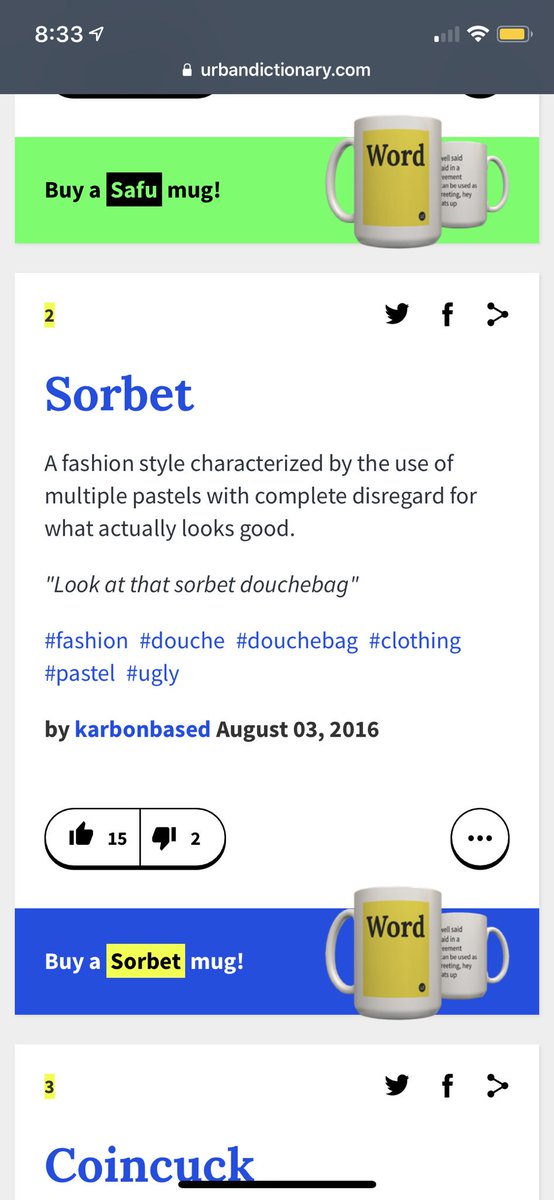 8:33
urbandictionary.com
Buy a Safu mug!
Word
well said
aid in a
eement
an be used as
reeting, hey
ats up
2
Sorbet
A fashion style characterized by the use of
multiple pastels with complete disregard for
what actually looks good.
"Look at that sorbet douchebag"
#fashion #douche #douchebag #clothing
#pastel #ugly
by karbonbased August 03, 2016
15 2
Buy a Sorbet mug!
Word
well said
aid in a
eement
an be used as
reeting, hey
ats up
3
Coincuck